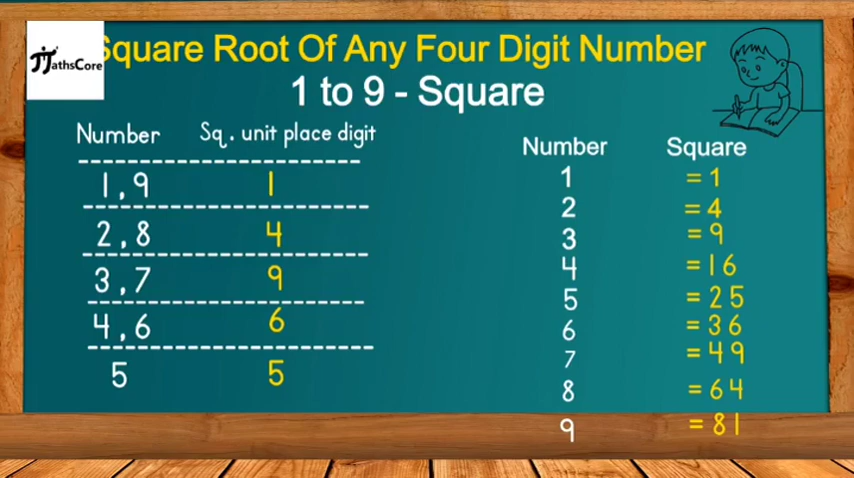 πathsCore
Square Root Of Any Four Digit Number
1 to 9 - Square
Number Sq. unit place digit
1,9 1
2,8 4
3,7 9
4,6 6
5 5
Number Square
1 = 1
2 = 4
3 = 9
4 = 16
5 = 25
6 = 36
7 = 49
8 = 64
9 = 81